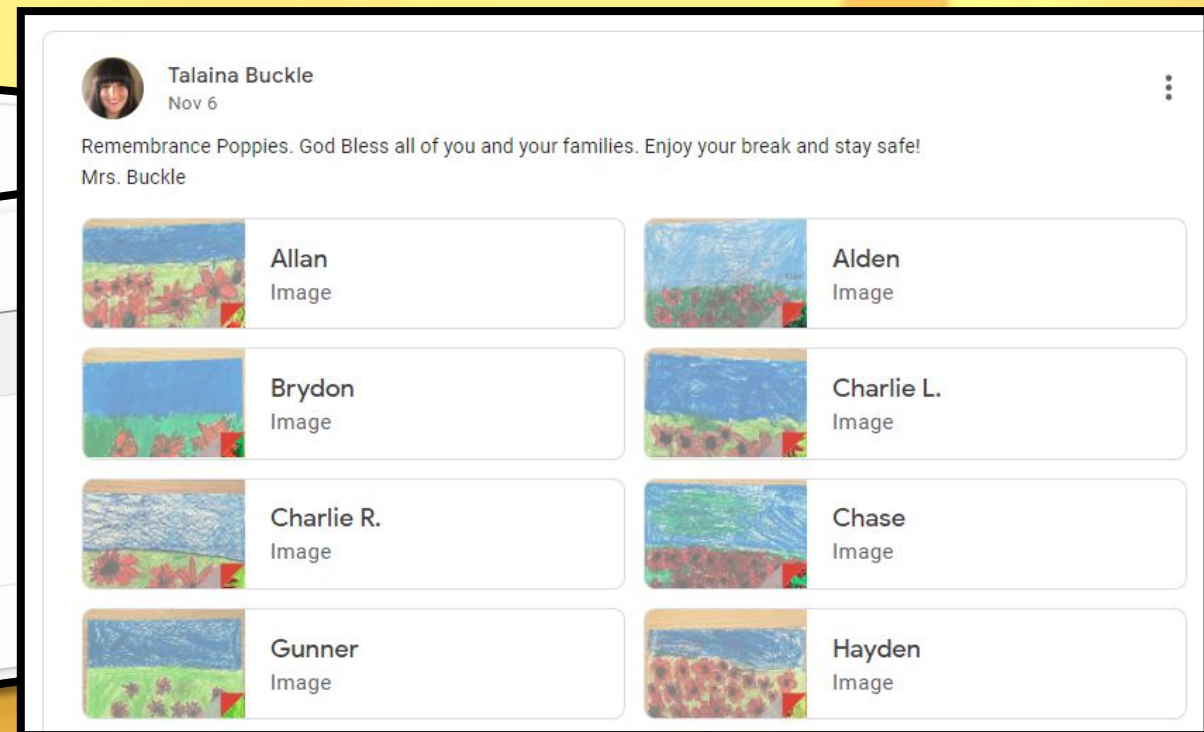 Talaina Buckle
Nov 6
Remembrance Poppies. God Bless all of you and your families. Enjoy your break and stay safe!
Mrs. Buckle
Allan
Image
Alden
Image
Brydon
Image
Charlie L.
Image
Charlie R.
Image
Chase
Image
Gunner
Image
Hayden
Image